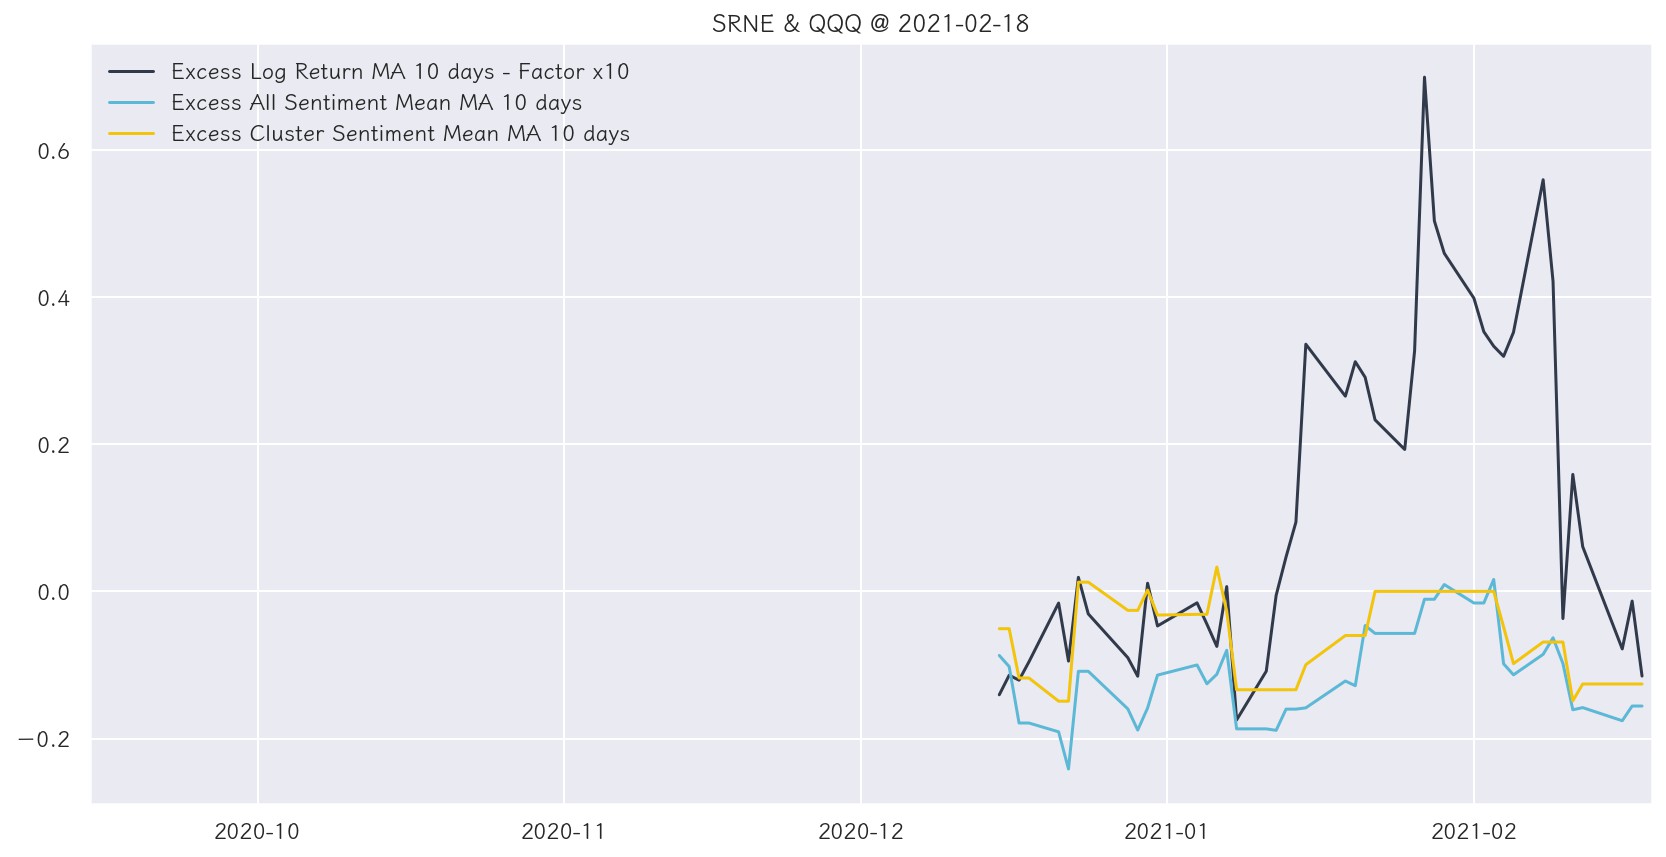 SRNE & QQQ @ 2021-02-18
Excess Log Return MA 10 days - Factor x10
Excess All Sentiment Mean MA 10 days
Excess Cluster Sentiment Mean MA 10 days
0.6
0.4
0.2
0.0
−0.2
2020-10 2020-11 2020-12 2021-01 2021-02